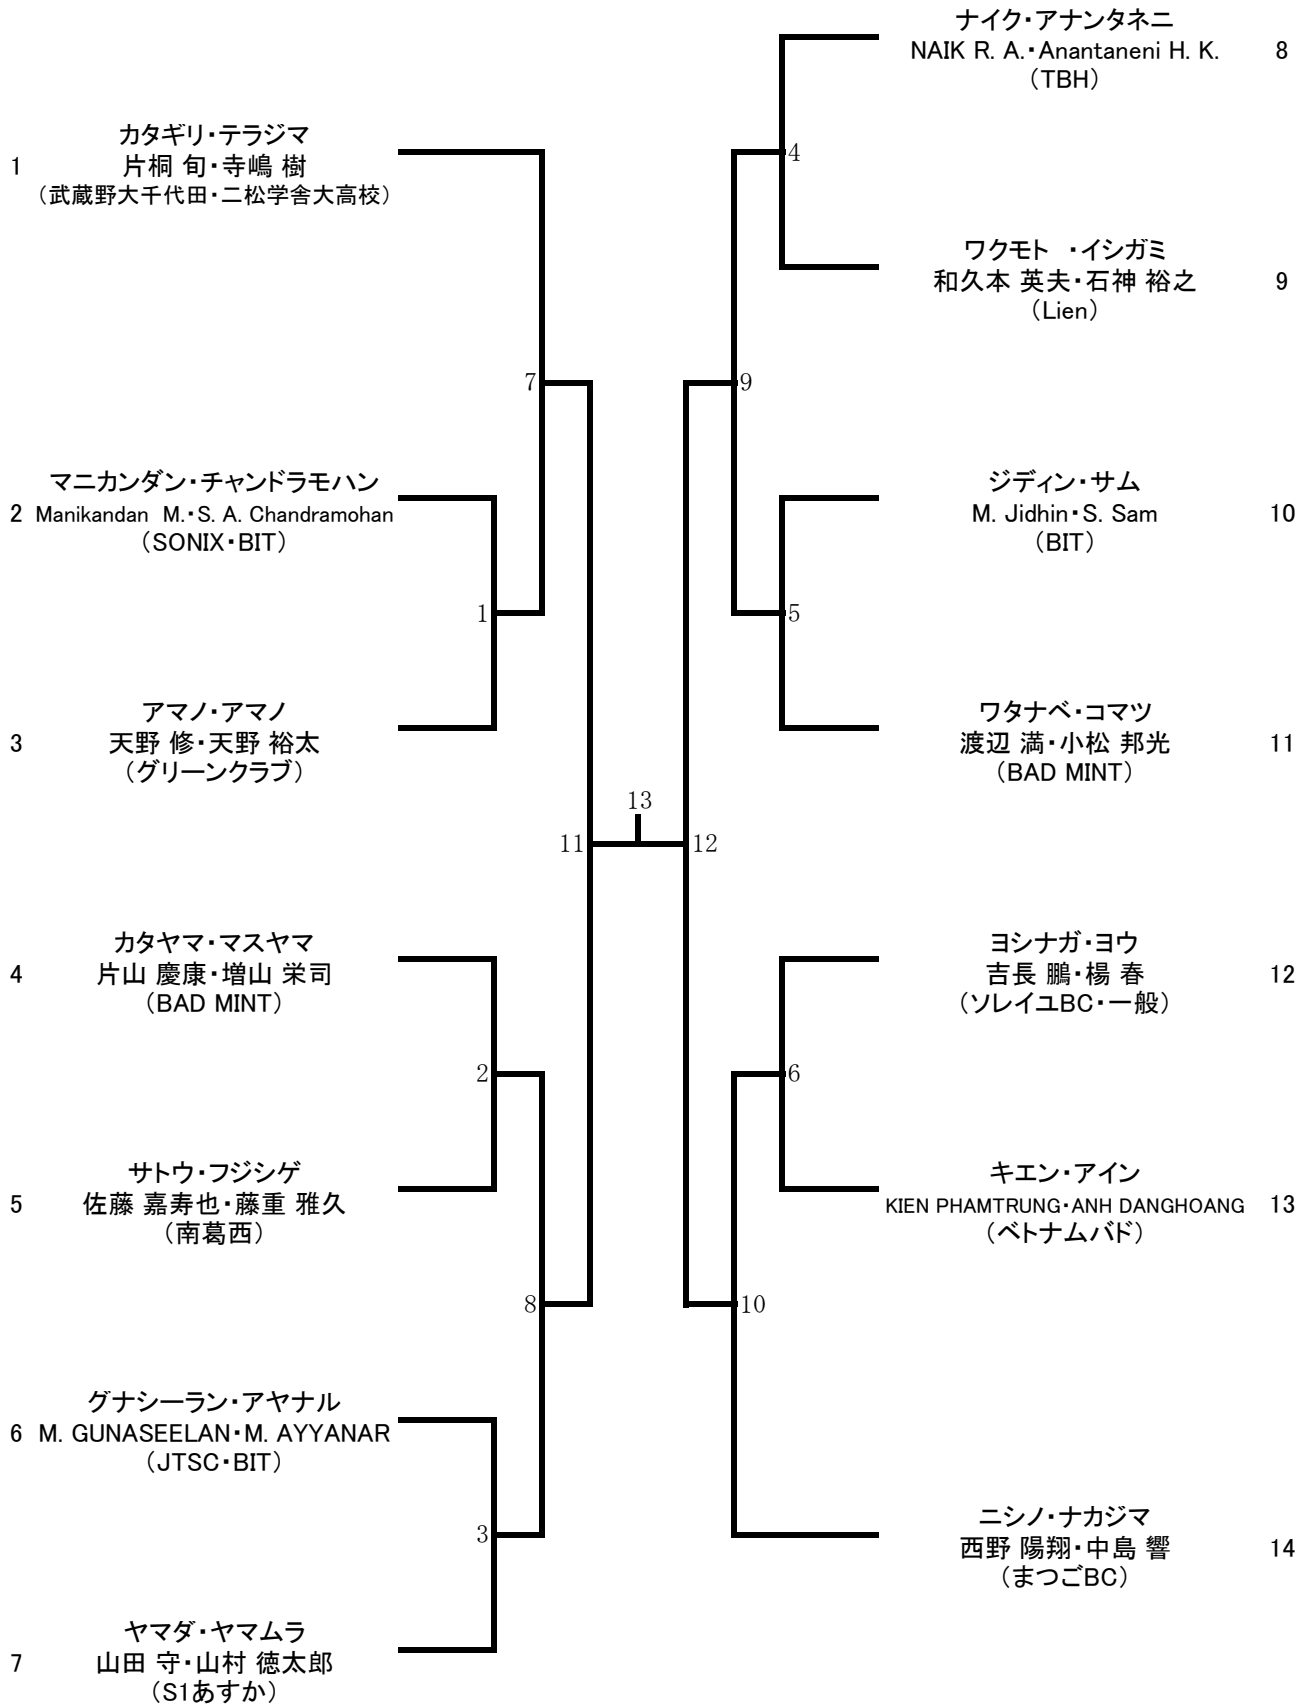 カタギリ・テラジマ
1 片桐 旬・寺嶋 樹
（武蔵野大千代田・二松学舎大高校）
7
マニカンダン・チャンドラモハン
2 Manikandan M.・S. A. Chandramohan
（SONIX・BIT）
1
アマノ・アマノ
3 天野 修・天野 裕太
（グリーンクラブ）
11
カタヤマ・マスヤマ
4 片山 慶康・増山 栄司
（BAD MINT）
2
サトウ・フジシゲ
5 佐藤 嘉寿也・藤重 雅久
（南葛西）
8
グナシーラン・アヤナル
6 M. GUNASEELAN・M. AYYANAR
（JTSC・BIT）
3
ヤマダ・ヤマムラ
7 山田 守・山村 徳太郎
（S1あすか）
13
ナイク・アナンタネニ
NAIK R. A.・Anantaneni H. K. 8
（TBH）
4
ワクモト ・イシガミ
和久本 英夫・石神 裕之 9
（Lien）
9
ジディン・サム
M. Jidhin・S. Sam 10
（BIT）
5
ワタナベ・コマツ
渡辺 満・小松 邦光 11
（BAD MINT）
12
ヨシナガ・ヨウ
吉長 鵬・楊 春 12
（ソレイユBC・一般）
6
キエン・アイン
KIEN PHAMTRUNG・ANH DANGHOANG 13
（ベトナムバド）
10
ニシノ・ナカジマ
西野 陽翔・中島 響 14
（まつごBC）